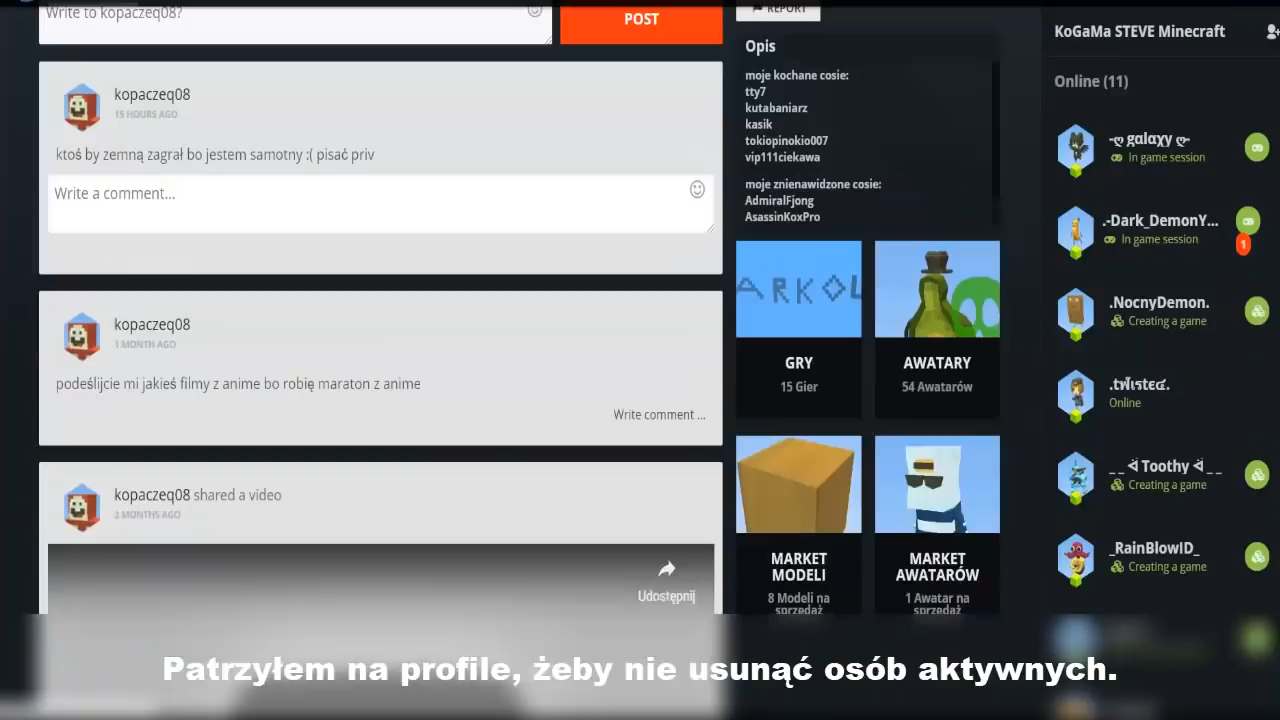 Write to kopaczeq08?
POST
REPORT
kopaczeq08
15 HOURS AGO
ktoś by zemną zagrał bo jestem samotny :( pisać priv
Write a comment...
kopaczeq08
1 MONTH AGO
podeślijcie mi jakieś filmy z anime bo robię maraton z anime
Write comment ...
kopaczeq08 shared a video
2 MONTHS AGO
Udostępnij
Opis
moje kochane cosie:
tty7
kutabaniarz
kasik
tokiopinokio007
vip111ciekawa
moje znienawidzone cosie:
AdmiralFjong
AsassinKoxPro
ARKOL
GRY
15 Gier
AWATARY
54 Awatarów
MARKET
MODELI
8 Modeli na
sprzedaż
MARKET
AWATARÓW
1 Awatar na
sprzedaż
KoGaMa STEVE Minecraft
Online (11)
-ღ gαlαxy ღ-
In game session
.-Dark_DemonY...
In game session
1
.NocnyDemon.
Creating a game
Online
_ _ ᐛ Toothy ᐛ _ _
Creating a game
_RainBlowID_
Creating a game
Patrzyłem na profile, żeby nie usunąć osób aktywnych.